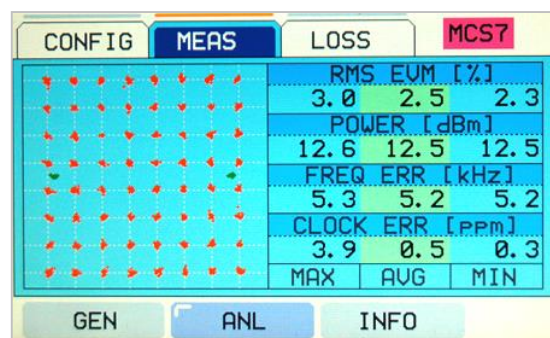 CONFIG MEAS LOSS MCS7
RMS EVM [%]
3.0 2.5 2.3
POWER [dBm]
12.6 12.5 12.5
FREQ ERR [kHz]
5.3 5.2 5.2
CLOCK ERR [ppm]
3.9 0.5 0.3
MAX AVG MIN
GEN ANL INFO